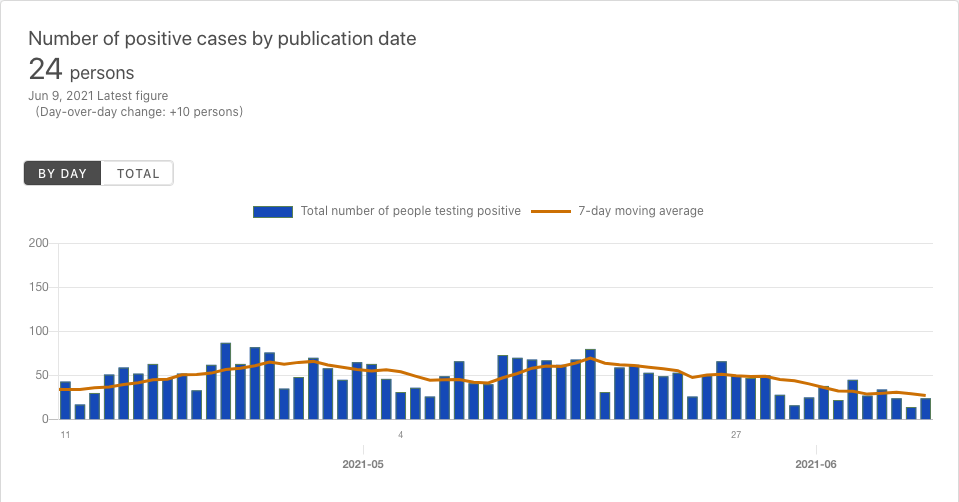 Number of positive cases by publication date
24 persons
Jun 9, 2021 Latest figure
(Day-over-day change: +10 persons)
BY DAY TOTAL
Total number of people testing positive 7-day moving average
200
150
100
50
0
11 4 27
2021-05 2021-06